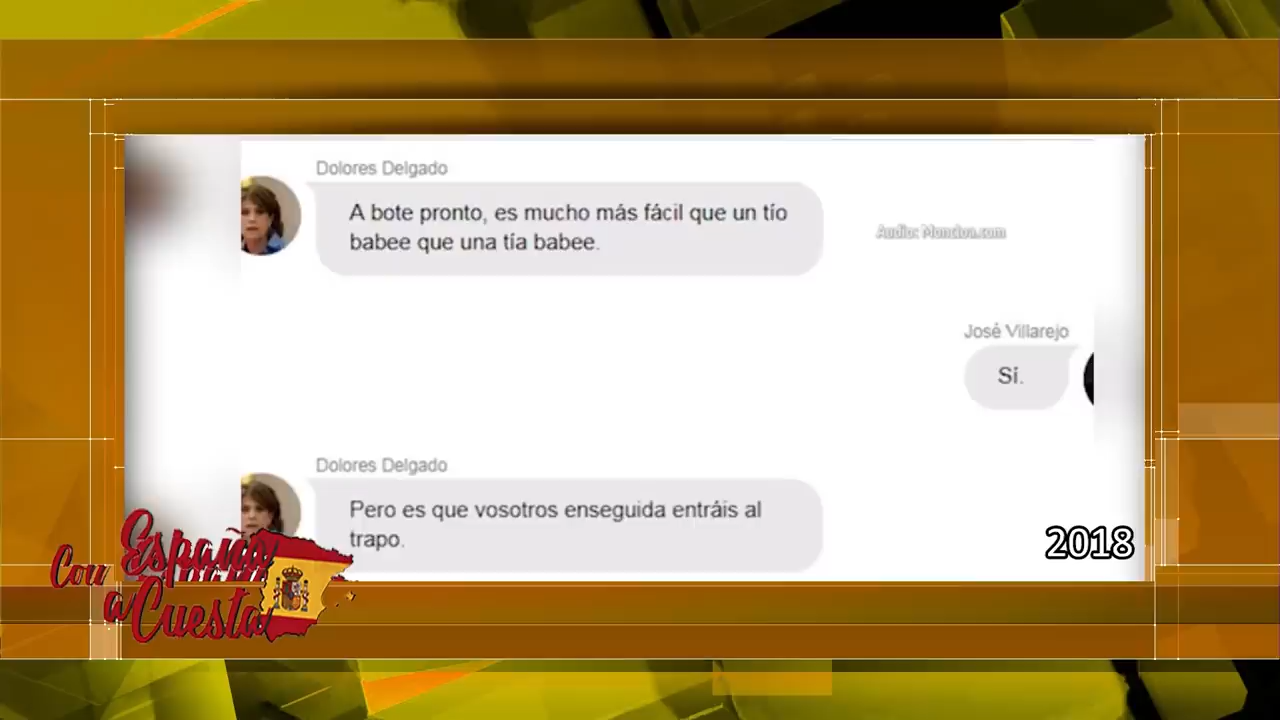 Dolores Delgado
A bote pronto, es mucho más fácil que un tío
babee que una tía babee.
Audio: Moncloa.com
José Villarejo
Sí.
Dolores Delgado
Pero es que vosotros enseguida entráis al
trapo.
2018
Con España
a Cuesta